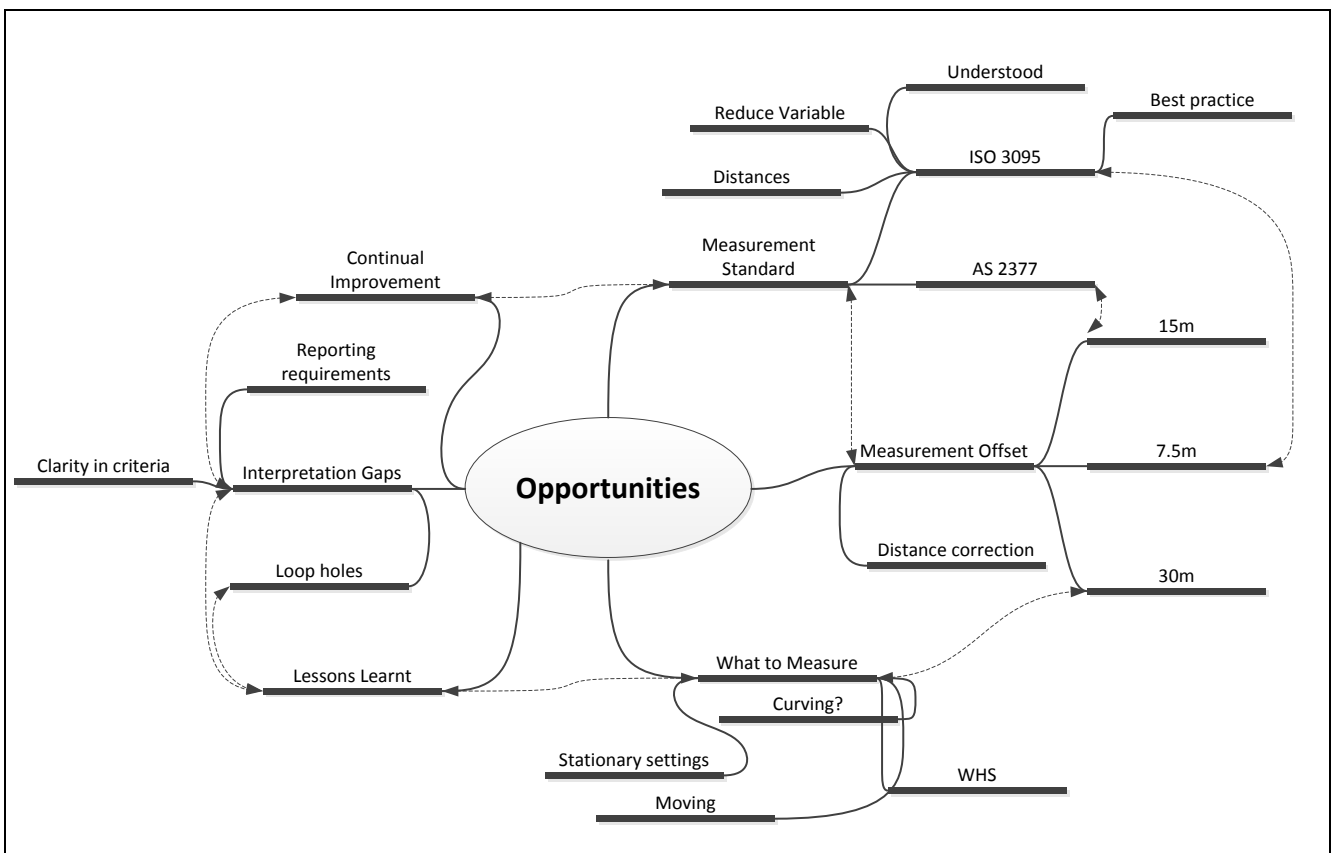 Understood
Best practice
Reduce Variable
ISO 3095
Distances
Measurement
Standard
AS 2377
Continual
Improvement
15m
Reporting
requirements
Measurement Offset
7.5m
Clarity in criteria
Interpretation Gaps
Opportunities
Distance correction
30m
Loop holes
What to Measure
Lessons Learnt
Curving?
Stationary settings
WHS
Moving